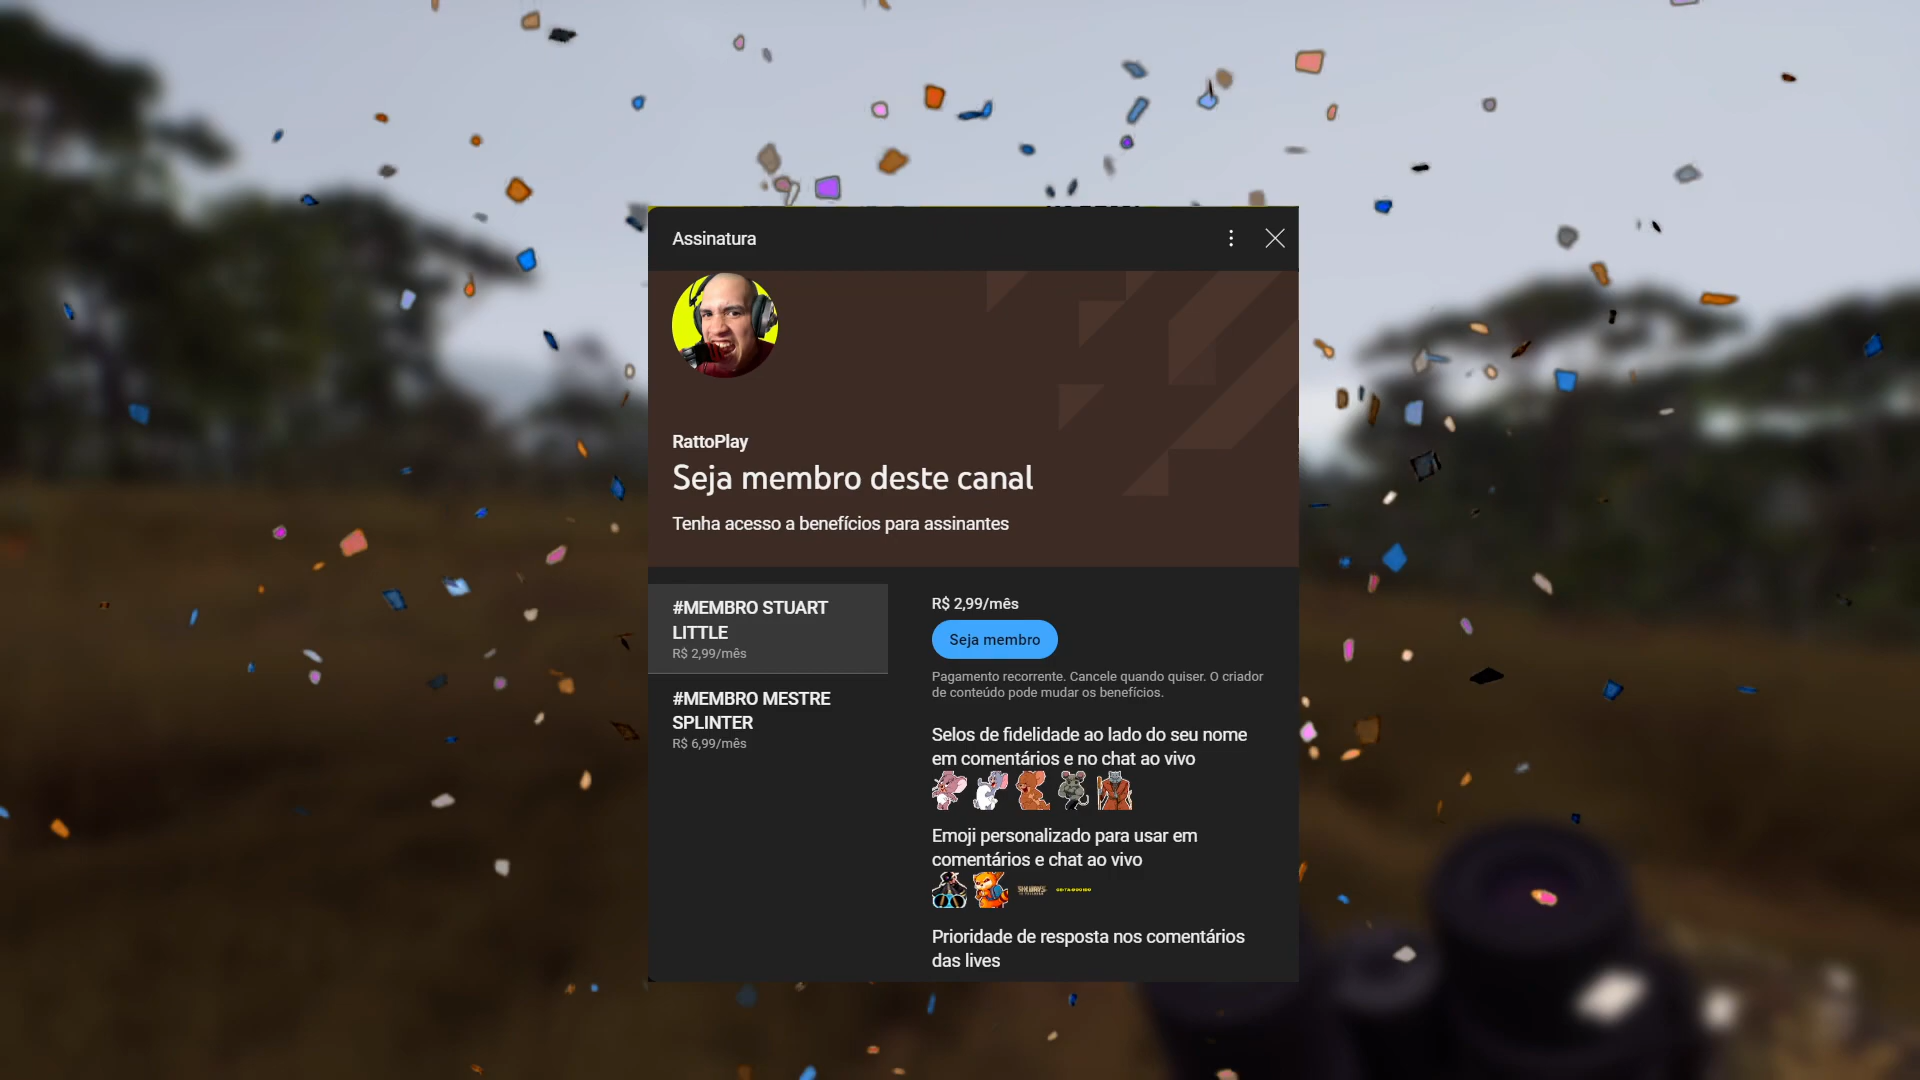 Assinatura
RattoPlay
Seja membro deste canal
Tenha acesso a benefícios para assinantes
#MEMBRO STUART
LITTLE
R$ 2,99/mês
#MEMBRO MESTRE
SPLINTER
R$ 6,99/mês
R$ 2,99/mês
Seja membro
Pagamento recorrente. Cancele quando quiser. O criador
de conteúdo pode mudar os benefícios.
Selos de fidelidade ao lado do seu nome
em comentários e no chat ao vivo
Emoji personalizado para usar em
comentários e chat ao vivo
Prioridade de resposta nos comentários
das lives